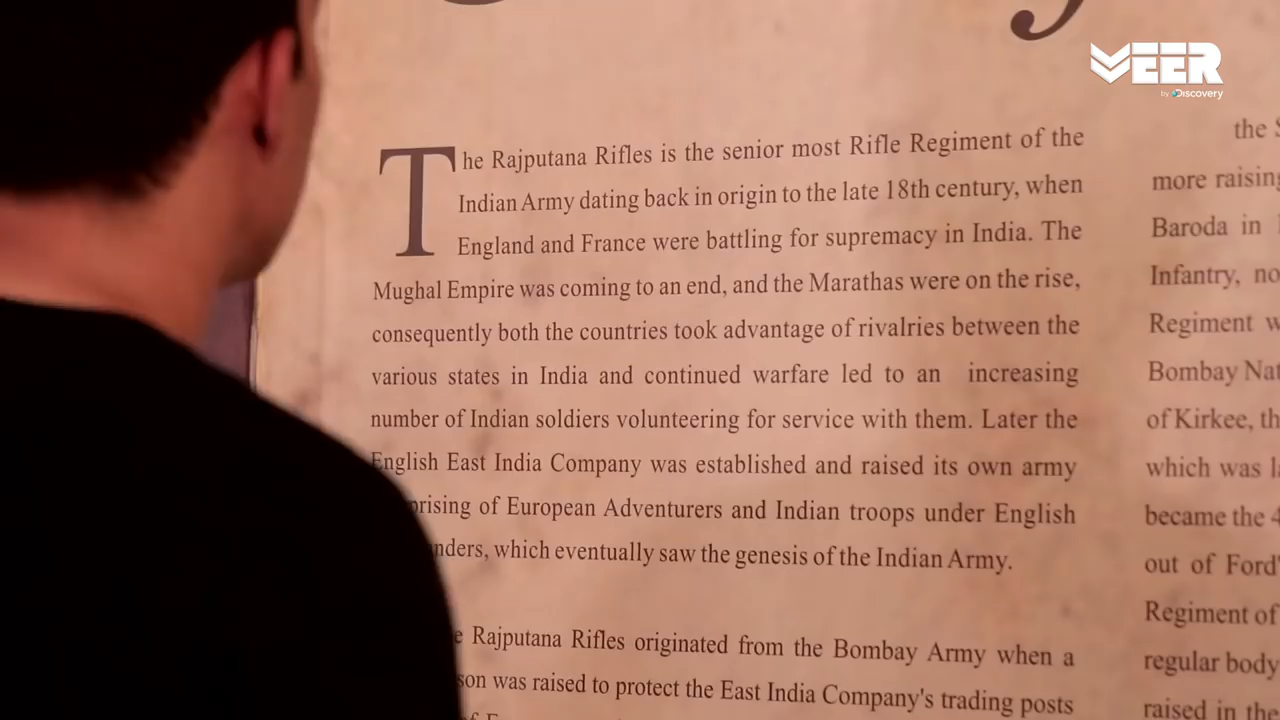 VEER
by Discovery
The Rajputana Rifles is the senior most Rifle Regiment of the
Indian Army dating back in origin to the late 18th century, when
England and France were battling for supremacy in India. The
Mughal Empire was coming to an end, and the Marathas were on the rise,
consequently both the countries took advantage of rivalries between the
various states in India and continued warfare led to an increasing
number of Indian soldiers volunteering for service with them. Later the
English East India Company was established and raised its own army
prising of European Adventurers and Indian troops under English
nders, which eventually saw the genesis of the Indian Army.
e Rajputana Rifles originated from the Bombay Army when a
son was raised to protect the East India Company's trading posts
the
more raising
Baroda in
Infantry, no
Regiment w
Bombay Nat
of Kirkee, th
which was
became the 4
out of Ford'
Regiment of
regular body
raised in the